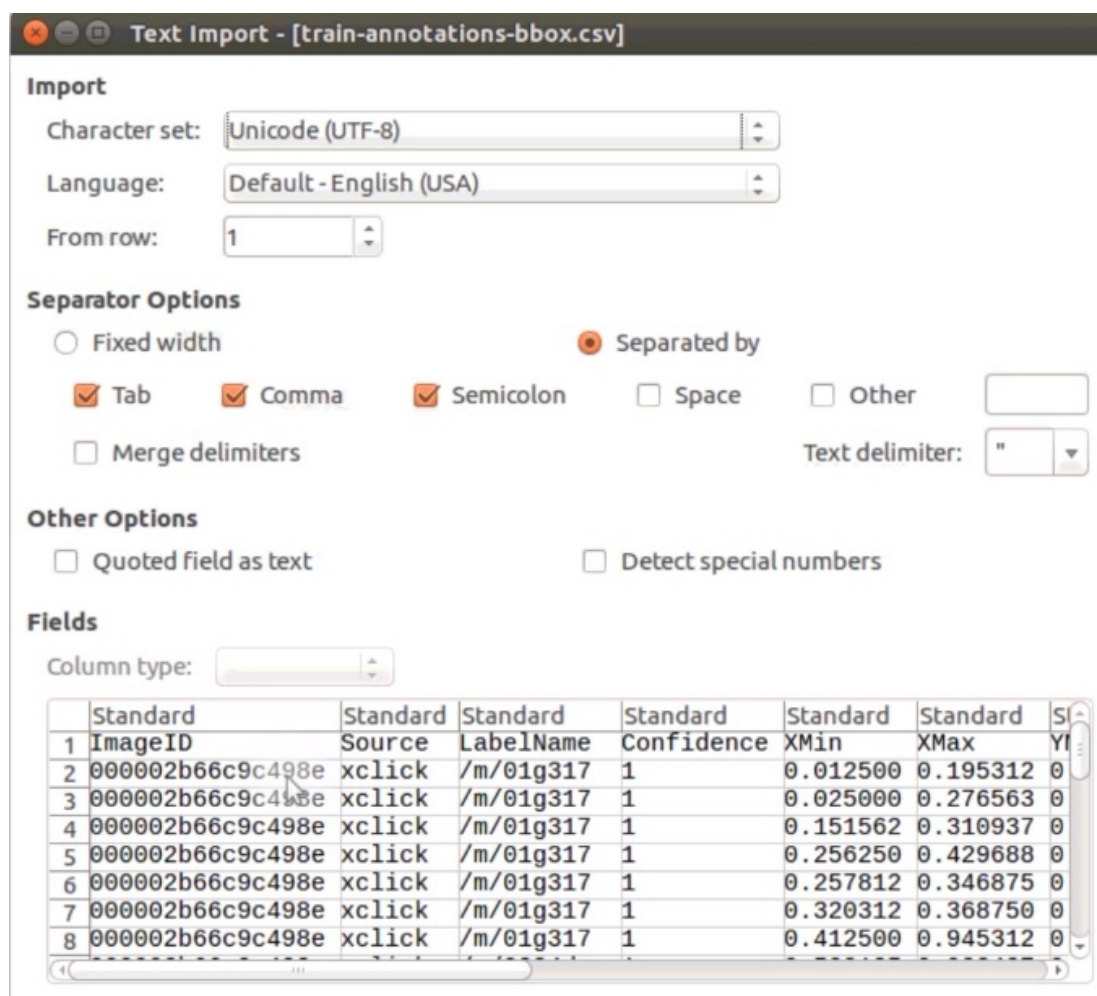 Text Import - [train-annotations-bbox.csv]
Import
Character set: Unicode (UTF-8)
Language: Default - English (USA)
From row: 1
Separator Options
Fixed width Separated by
Tab Comma Semicolon Space Other
Merge delimiters Text delimiter: "
Other Options
Quoted field as text Detect special numbers
Fields
Column type:
Standard Standard Standard Standard Standard Standard
1 ImageID Source LabelName Confidence XMin XMax
2 000002b66c9c498e xclick /m/01g317 1 0.012500 0.195312 0
3 000002b66c9c498e xclick /m/01g317 1 0.025000 0.276563 0
4 000002b66c9c498e xclick /m/01g317 1 0.151562 0.310937 0
5 000002b66c9c498e xclick /m/01g317 1 0.256250 0.429688 0
6 000002b66c9c498e xclick /m/01g317 1 0.257812 0.346875 0
7 000002b66c9c498e xclick /m/01g317 1 0.320312 0.368750 0
8 000002b66c9c498e xclick /m/01g317 1 0.412500 0.945312 0